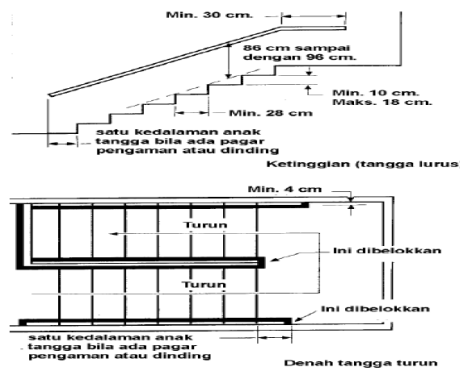 Min. 30 cm.
86 cm sampai
dengan 96 cm.
Min. 10 cm
Maks. 18 cm.
Min. 28 cm
satu kedalaman anak
tangga bila ada pagar
pengaman atau dinding
Ketinggian (tangga lurus
Min. 4 cm
Turun
Ini dibelokkan
Turun
Ini dibelokkan
satu kedalaman anak
tangga bila ada pagar
pengaman atau dinding
Denah tangga turun